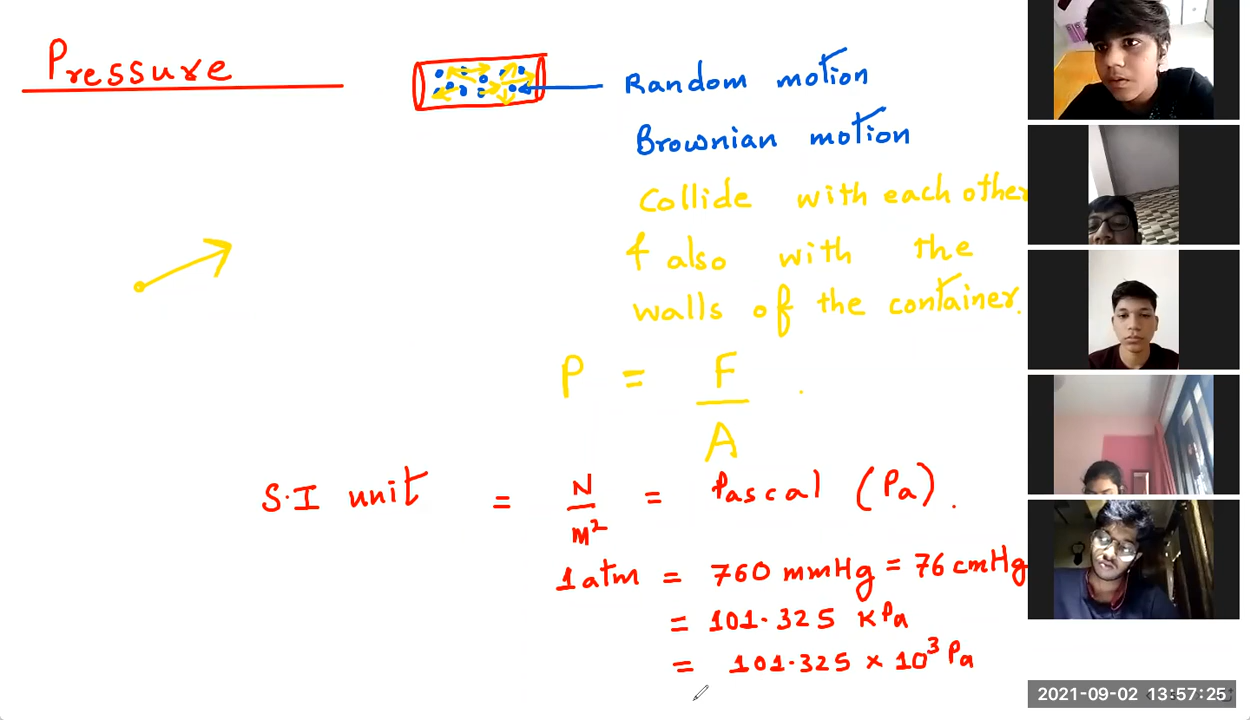 Pressure
Random motion
Brownian motion
Collide with each other
& also with the
walls of the container.
P = F / A
S.I unit = N / m² = Pascal (Pa).
1 atm = 760 mmHg = 76 cmHg
= 101.325 KPa
= 101.325 × 10³ Pa
2021-09-02 13:57:25